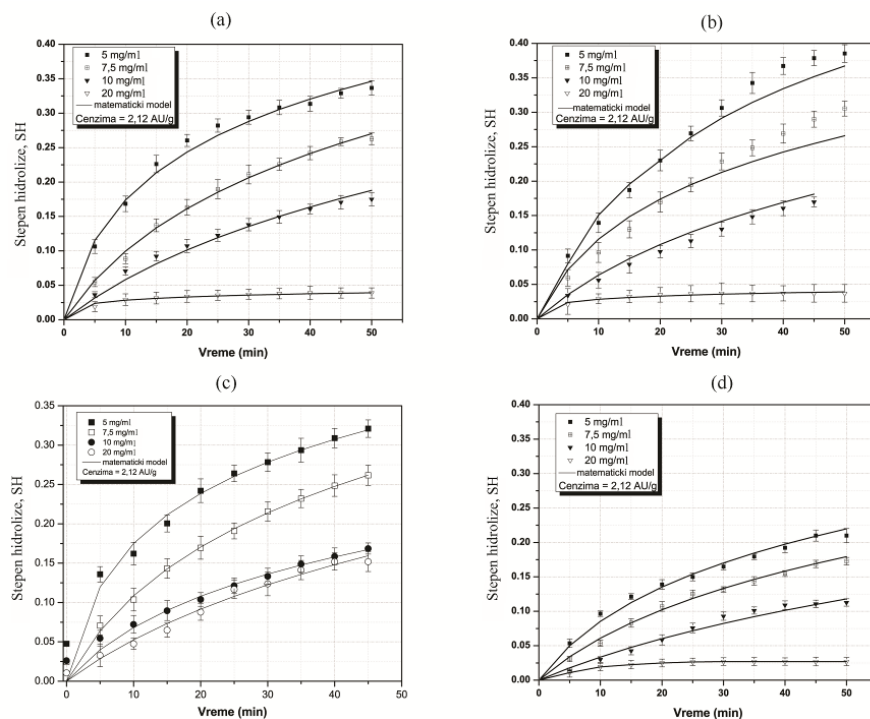 (a)
5 mg/ml
7,5 mg/ml
10 mg/ml
20 mg/ml
matematicki model
Cenzima = 2,12 AU/g
Stepen hidrolize, SH
0.40
0.35
0.30
0.25
0.20
0.15
0.10
0.05
0.00
0 10 20 30 40 50
Vreme (min)
(b)
5 mg/ml
7,5 mg/ml
10 mg/ml
20 mg/ml
matematicki model
Cenzima = 2,12 AU/g
Stepen hidrolize, SH
0.40
0.35
0.30
0.25
0.20
0.15
0.10
0.05
0.00
0 10 20 30 40 50
Vreme (min)
(c)
5 mg/ml
7,5 mg/ml
10 mg/ml
20 mg/ml
matematicki model
Cenzima = 2,12 AU/g
Stepen hidrolize, SH
0.35
0.30
0.25
0.20
0.15
0.10
0.05
0.00
0 10 20 30 40 50
Vreme (min)
(d)
5 mg/ml
7,5 mg/ml
10 mg/ml
20 mg/ml
matematicki model
Cenzima = 2,12 AU/g
Stepen hidrolize, SH
0.40
0.35
0.30
0.25
0.20
0.15
0.10
0.05
0.00
0 10 20 30 40 50
Vreme (min)